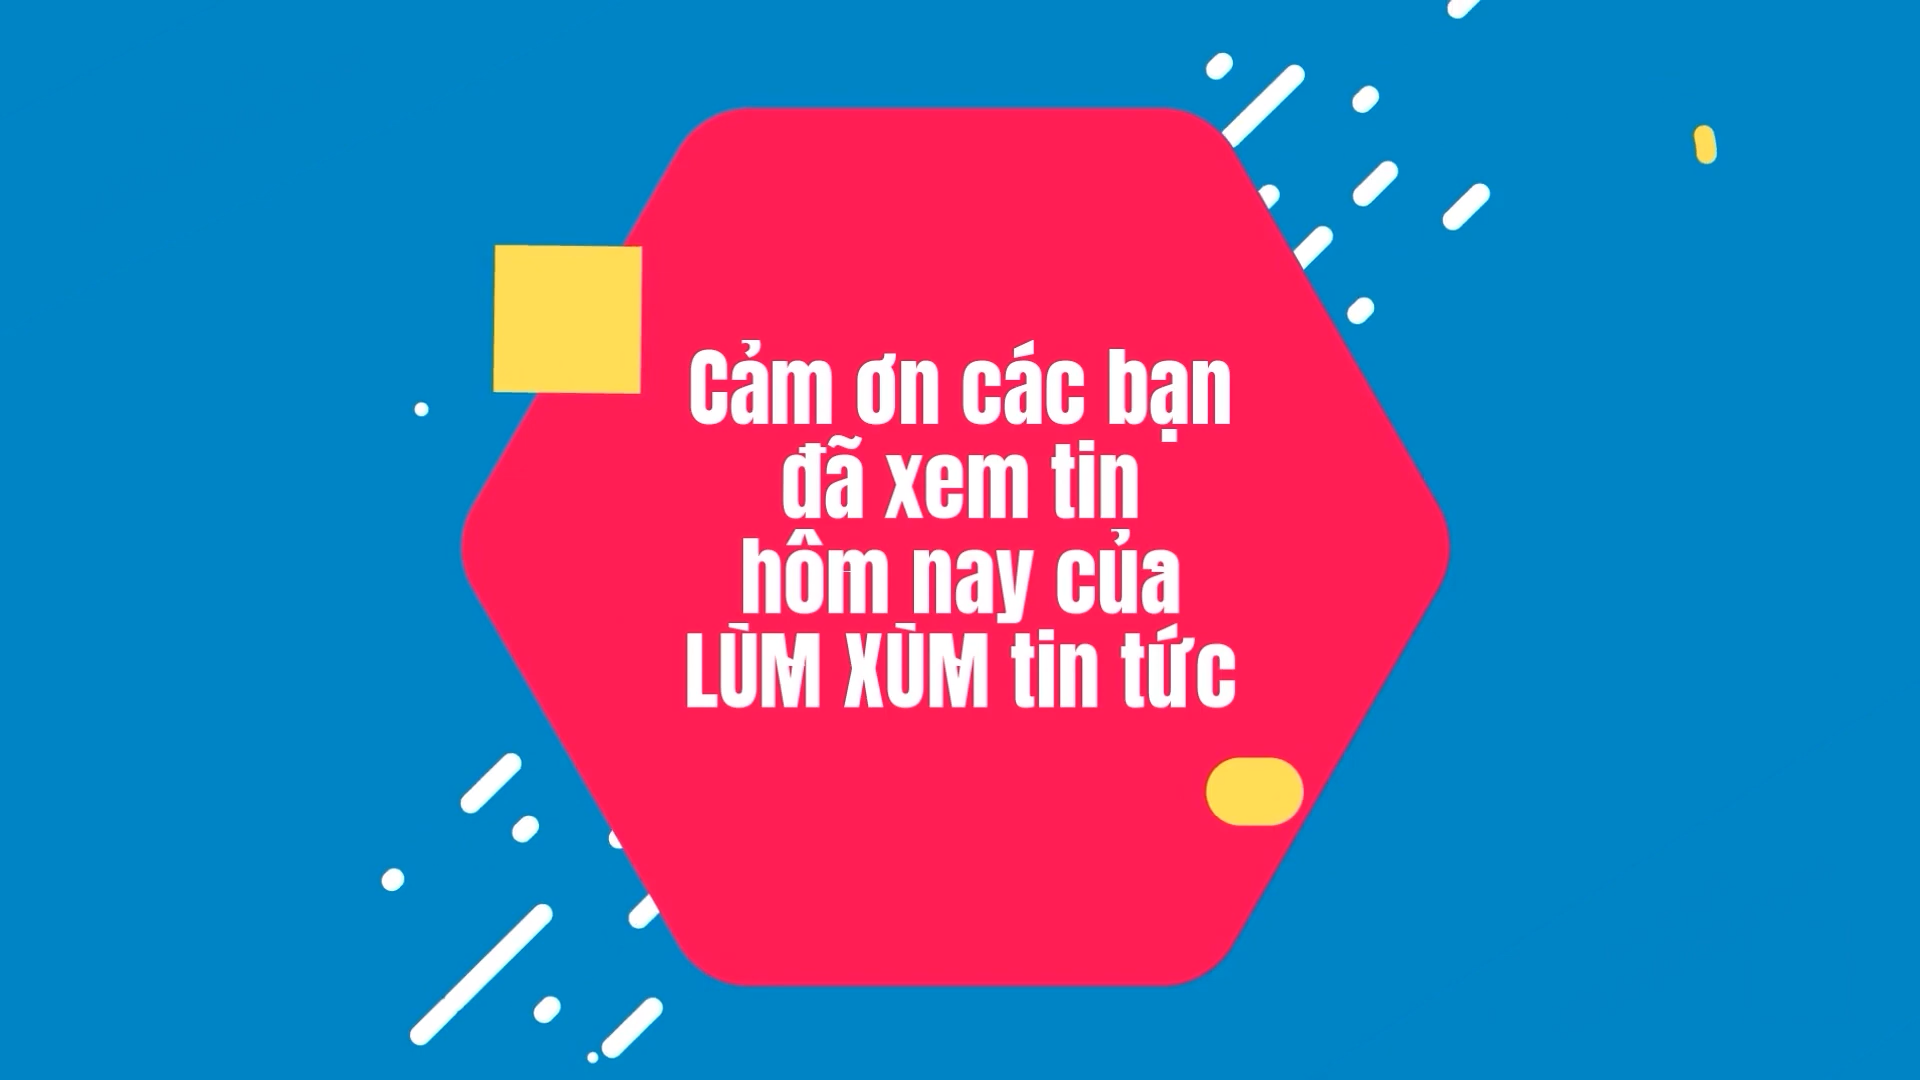 Cảm ơn các bạn
đã xem tin
hôm nay của
LÙM XÙM tin tức